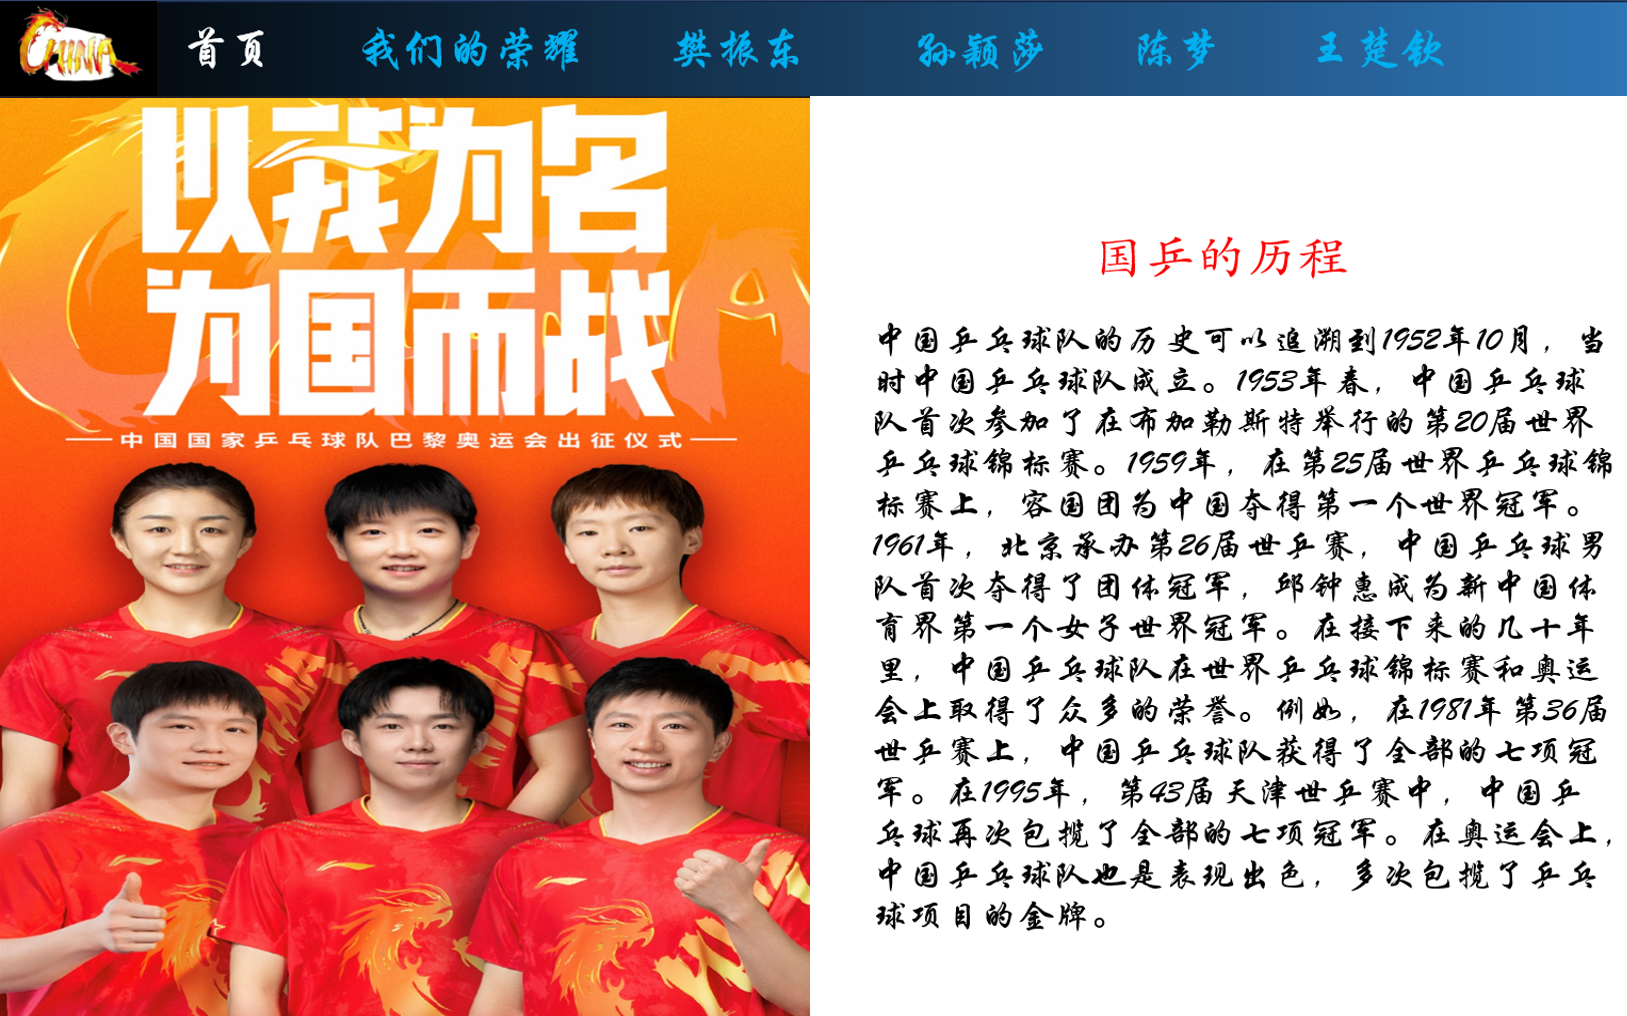 CHINA
首页 我们的荣耀 樊振东 孙颖莎 陈梦 王楚钦
以我为名
为国而战
中国国家乒乓球队巴黎奥运会出征仪式
国乒的历程
中国乒乓球队的历史可以追溯到1952年10月，当
时中国乒乓球队成立。1953年春，中国乒乓球
队首次参加了在布加勒斯特举行的第20届世界
乒乓球锦标赛。1959年，在第25届世界乒乓球锦
标赛上，容国团为中国夺得第一个世界冠军。
1961年，北京承办第26届世乒赛，中国乒乓球男
队首次夺得了团体冠军，邱钟惠成为新中国体
育界第一个女子世界冠军。在接下来的几十年
里，中国乒乓球队在世界乒乓球锦标赛和奥运
会上取得了众多的荣誉。例如，在1981年第36届
世乒赛上，中国乒乓球队获得了全部的七项冠
军。在1995年，第43届天津世乒赛中，中国乒
乓球再次包揽了全部的七项冠军。在奥运会上，
中国乒乓球队也是表现出色，多次包揽了乒乓
球项目的金牌。